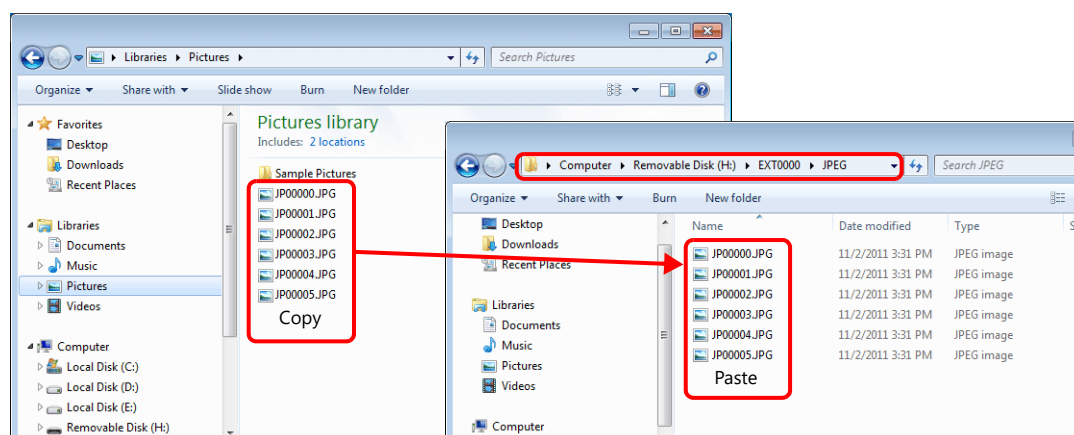 Libraries Pictures
Search Pictures
Organize Share with Slide show Burn New folder
Favorites
Desktop
Downloads
Recent Places
Libraries
Documents
Music
Pictures
Videos
Computer
Local Disk (C:)
Local Disk (D:)
Local Disk (E:)
Removable Disk (H:)
Pictures library
Includes: 2 locations
Sample Pictures
JP00000.JPG
JP00001.JPG
JP00002.JPG
JP00003.JPG
JP00004.JPG
JP00005.JPG
Copy
Computer Removable Disk (H:) EXT0000 JPEG
Search JPEG
Organize Share with Burn New folder
Desktop
Downloads
Recent Places
Libraries
Documents
Music
Pictures
Videos
Computer
Name Date modified Type S
JP00000.JPG 11/2/2011 3:31 PM JPEG image
JP00001.JPG 11/2/2011 3:31 PM JPEG image
JP00002.JPG 11/2/2011 3:31 PM JPEG image
JP00003.JPG 11/2/2011 3:31 PM JPEG image
JP00004.JPG 11/2/2011 3:31 PM JPEG image
JP00005.JPG 11/2/2011 3:31 PM JPEG image
Paste